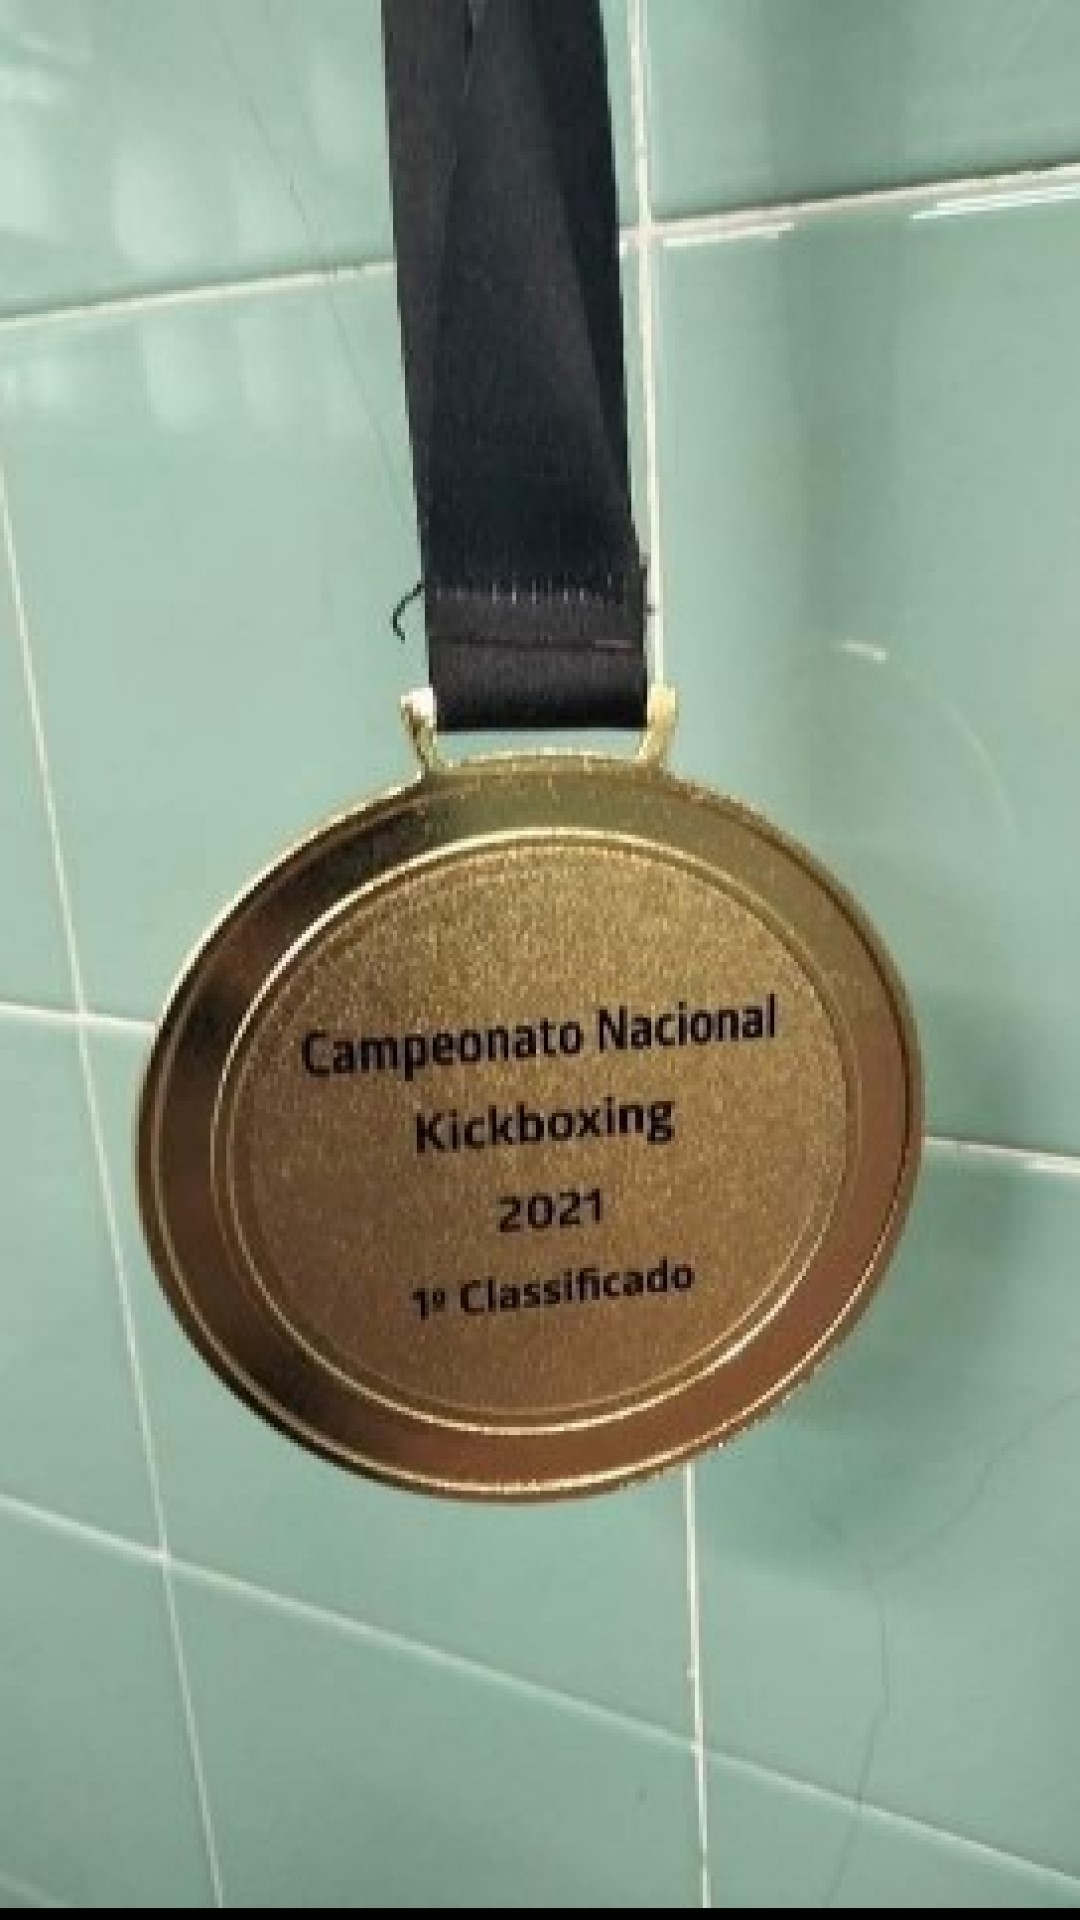 Campeonato Nacional
Kickboxing
2021
1º Classificado